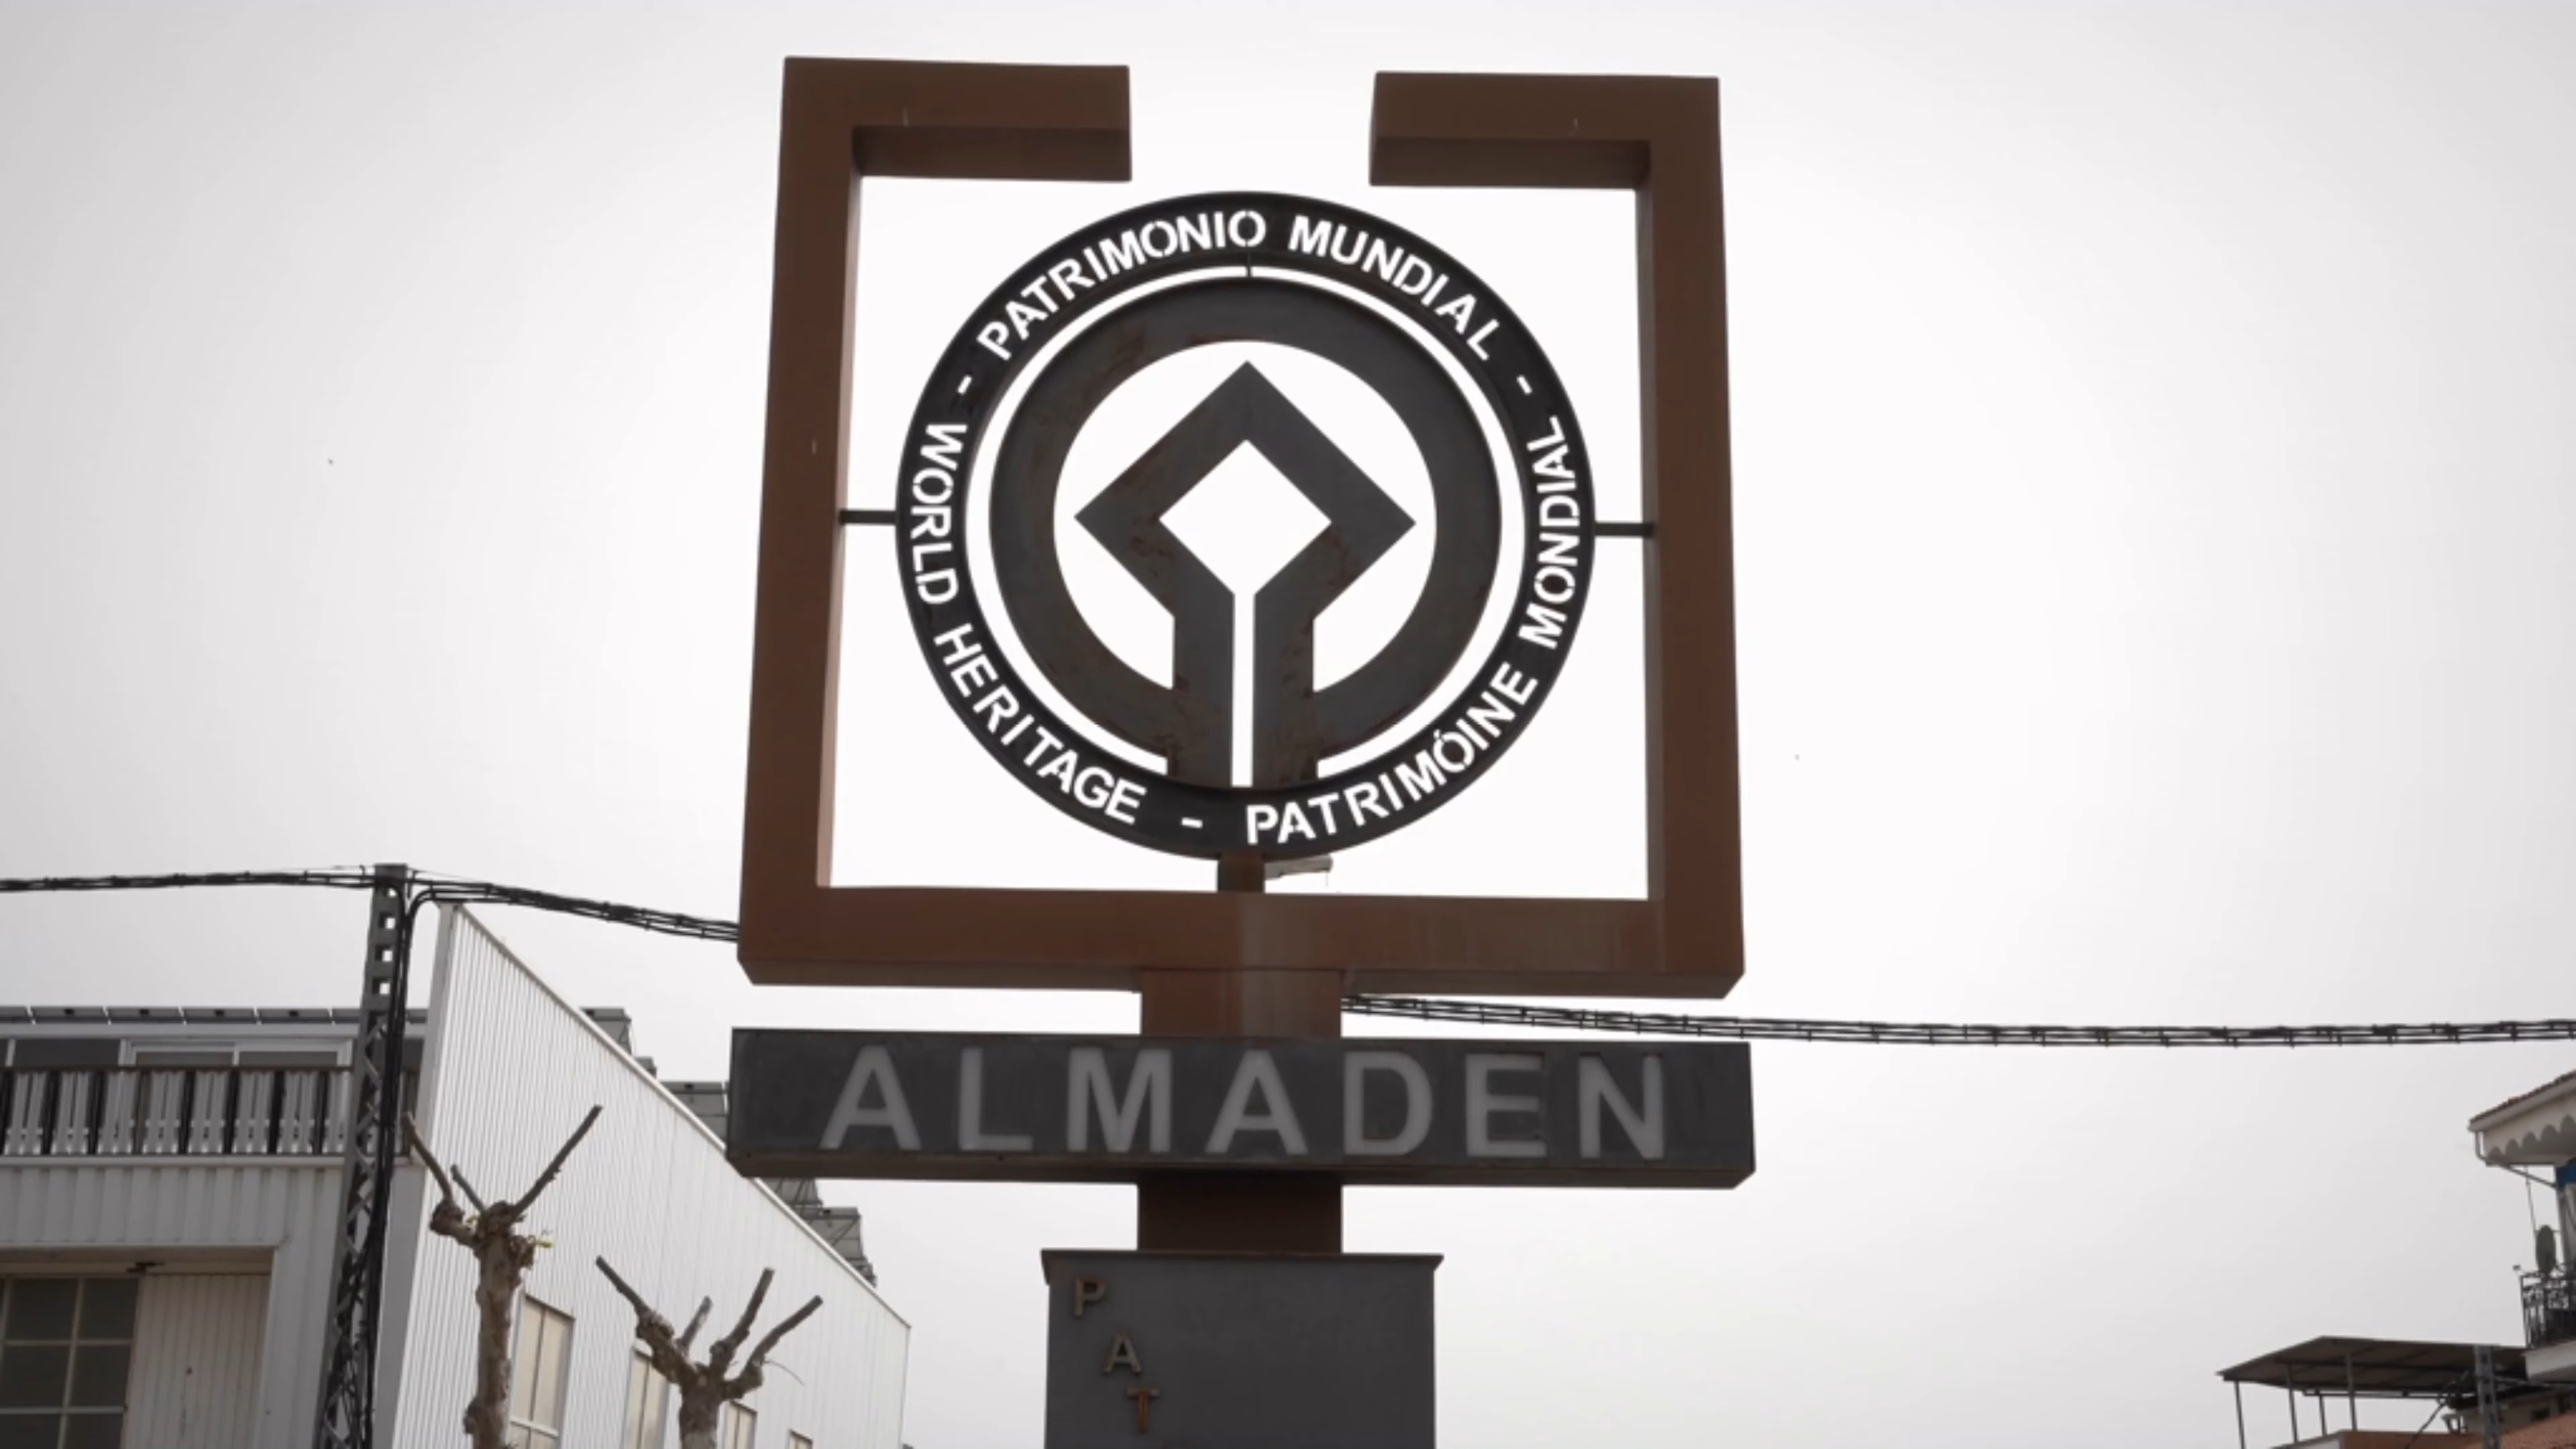 - PATRIMONIO MUNDIAL -
WORLD HERITAGE -
PATRIMÓINE MONDIAL
ALMADEN
P
A
T